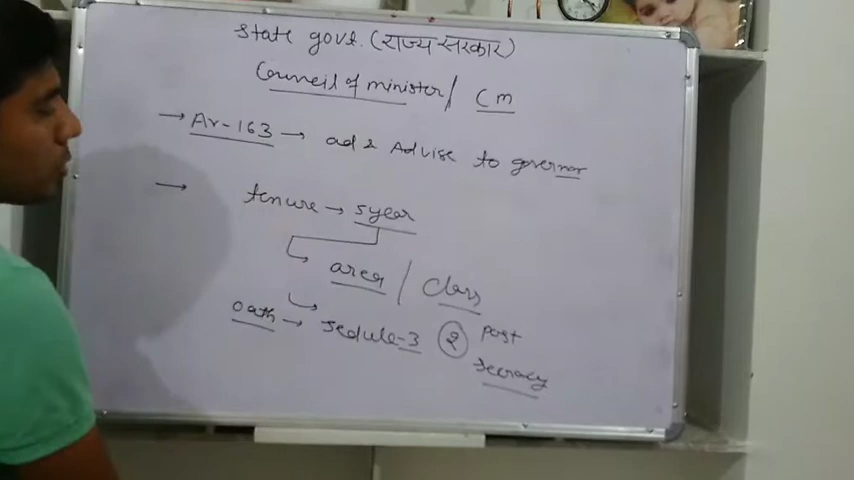 state govt. (राज्य सरकार)
Council of minister / CM
→ Ar-163 → ad & Advise to governor
→ tenure → 5 year
area / Class
oath → sedule-3 ② post
secracy